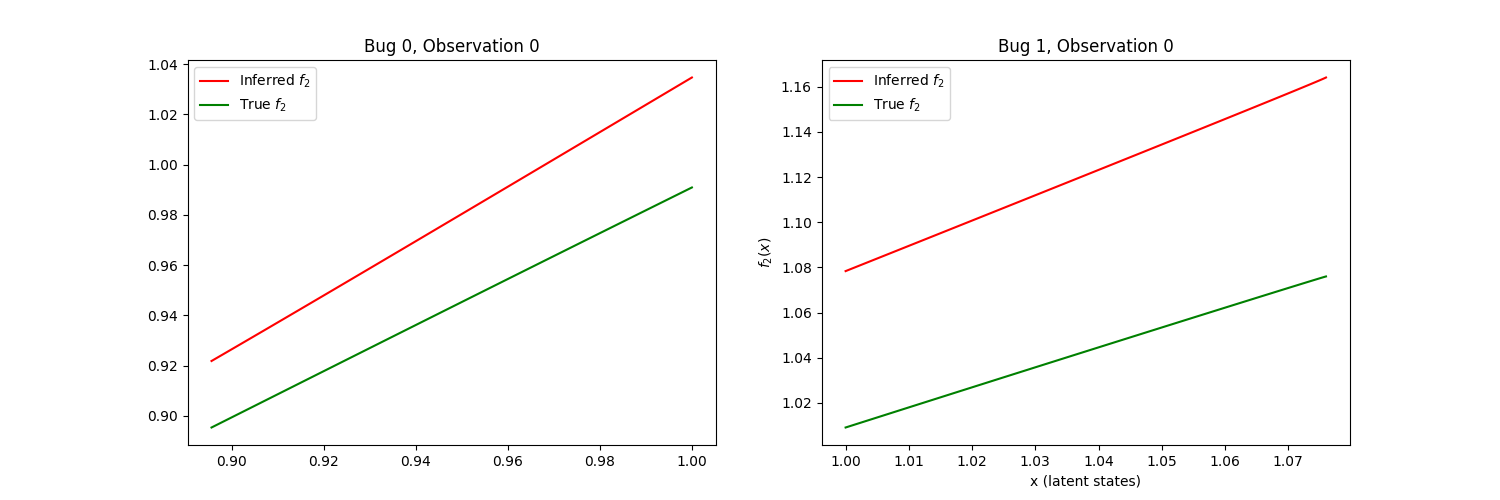 Bug 0, Observation 0
Inferred f₂
True f₂
1.04
1.02
1.00
0.98
0.96
0.94
0.92
0.90
0.90 0.92 0.94 0.96 0.98 1.00
Bug 1, Observation 0
Inferred f₂
True f₂
f₂(x)
1.16
1.14
1.12
1.10
1.08
1.06
1.04
1.02
1.00 1.01 1.02 1.03 1.04 1.05 1.06 1.07
x (latent states)